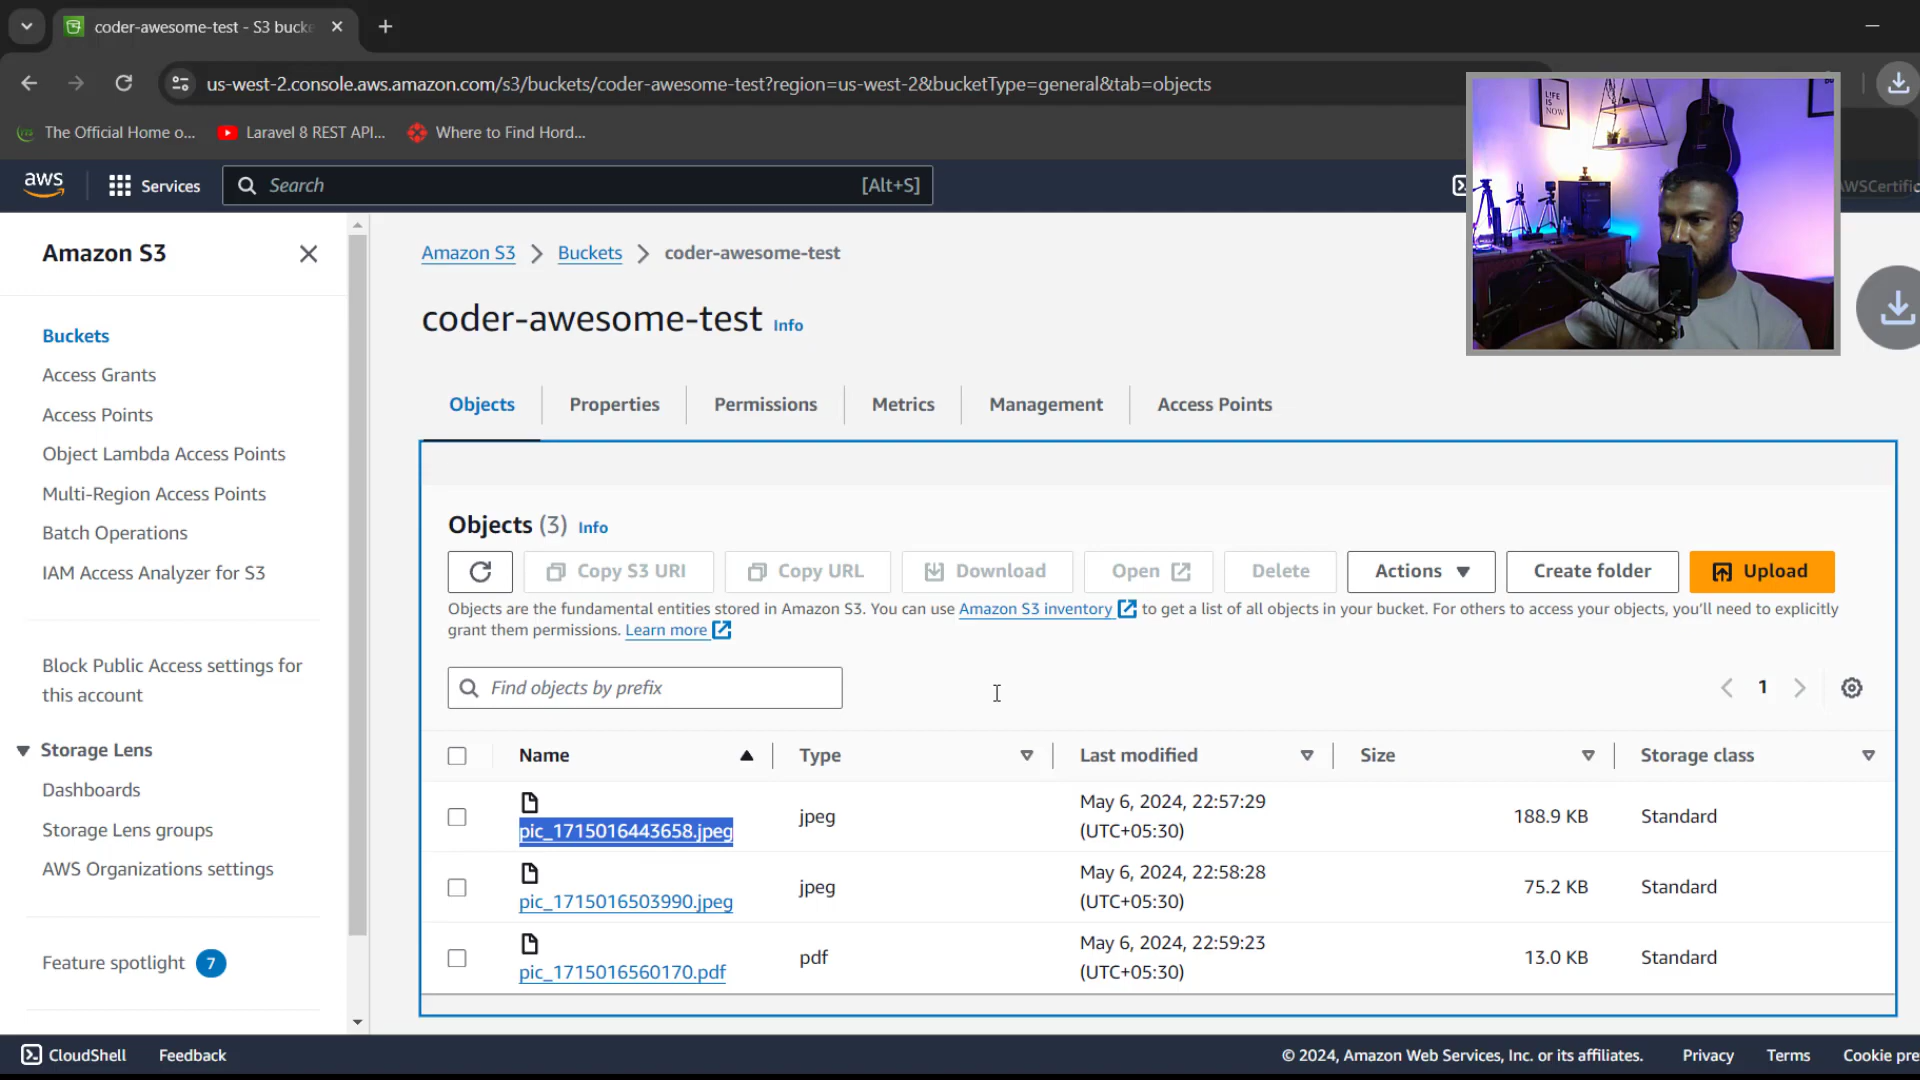 coder-awesome-test - S3 bucke
us-west-2.console.aws.amazon.com/s3/buckets/coder-awesome-test?region=us-west-2&bucketType=general&tab=objects
The Official Home o...
Laravel 8 REST API...
Where to Find Hord...
LIFE IS NOW
aws
Services
Search
[Alt+S]
AWSCertific
Amazon S3
Buckets
Access Grants
Access Points
Object Lambda Access Points
Multi-Region Access Points
Batch Operations
IAM Access Analyzer for S3
Block Public Access settings for
this account
Storage Lens
Dashboards
Storage Lens groups
AWS Organizations settings
Feature spotlight 7
Amazon S3 > Buckets > coder-awesome-test
coder-awesome-test Info
Objects
Properties
Permissions
Metrics
Management
Access Points
Objects (3) Info
Copy S3 URI
Copy URL
Download
Open
Delete
Actions
Create folder
Upload
Objects are the fundamental entities stored in Amazon S3. You can use Amazon S3 inventory to get a list of all objects in your bucket. For others to access your objects, you'll need to explicitly
grant them permissions. Learn more
Find objects by prefix
1
Name
Type
Last modified
Size
Storage class
pic_1715016443658.jpeg
jpeg
May 6, 2024, 22:57:29
(UTC+05:30)
188.9 KB
Standard
pic_1715016503990.jpeg
jpeg
May 6, 2024, 22:58:28
(UTC+05:30)
75.2 KB
Standard
pic_1715016560170.pdf
pdf
May 6, 2024, 22:59:23
(UTC+05:30)
13.0 KB
Standard
CloudShell
Feedback
© 2024, Amazon Web Services, Inc. or its affiliates.
Privacy
Terms
Cookie pre